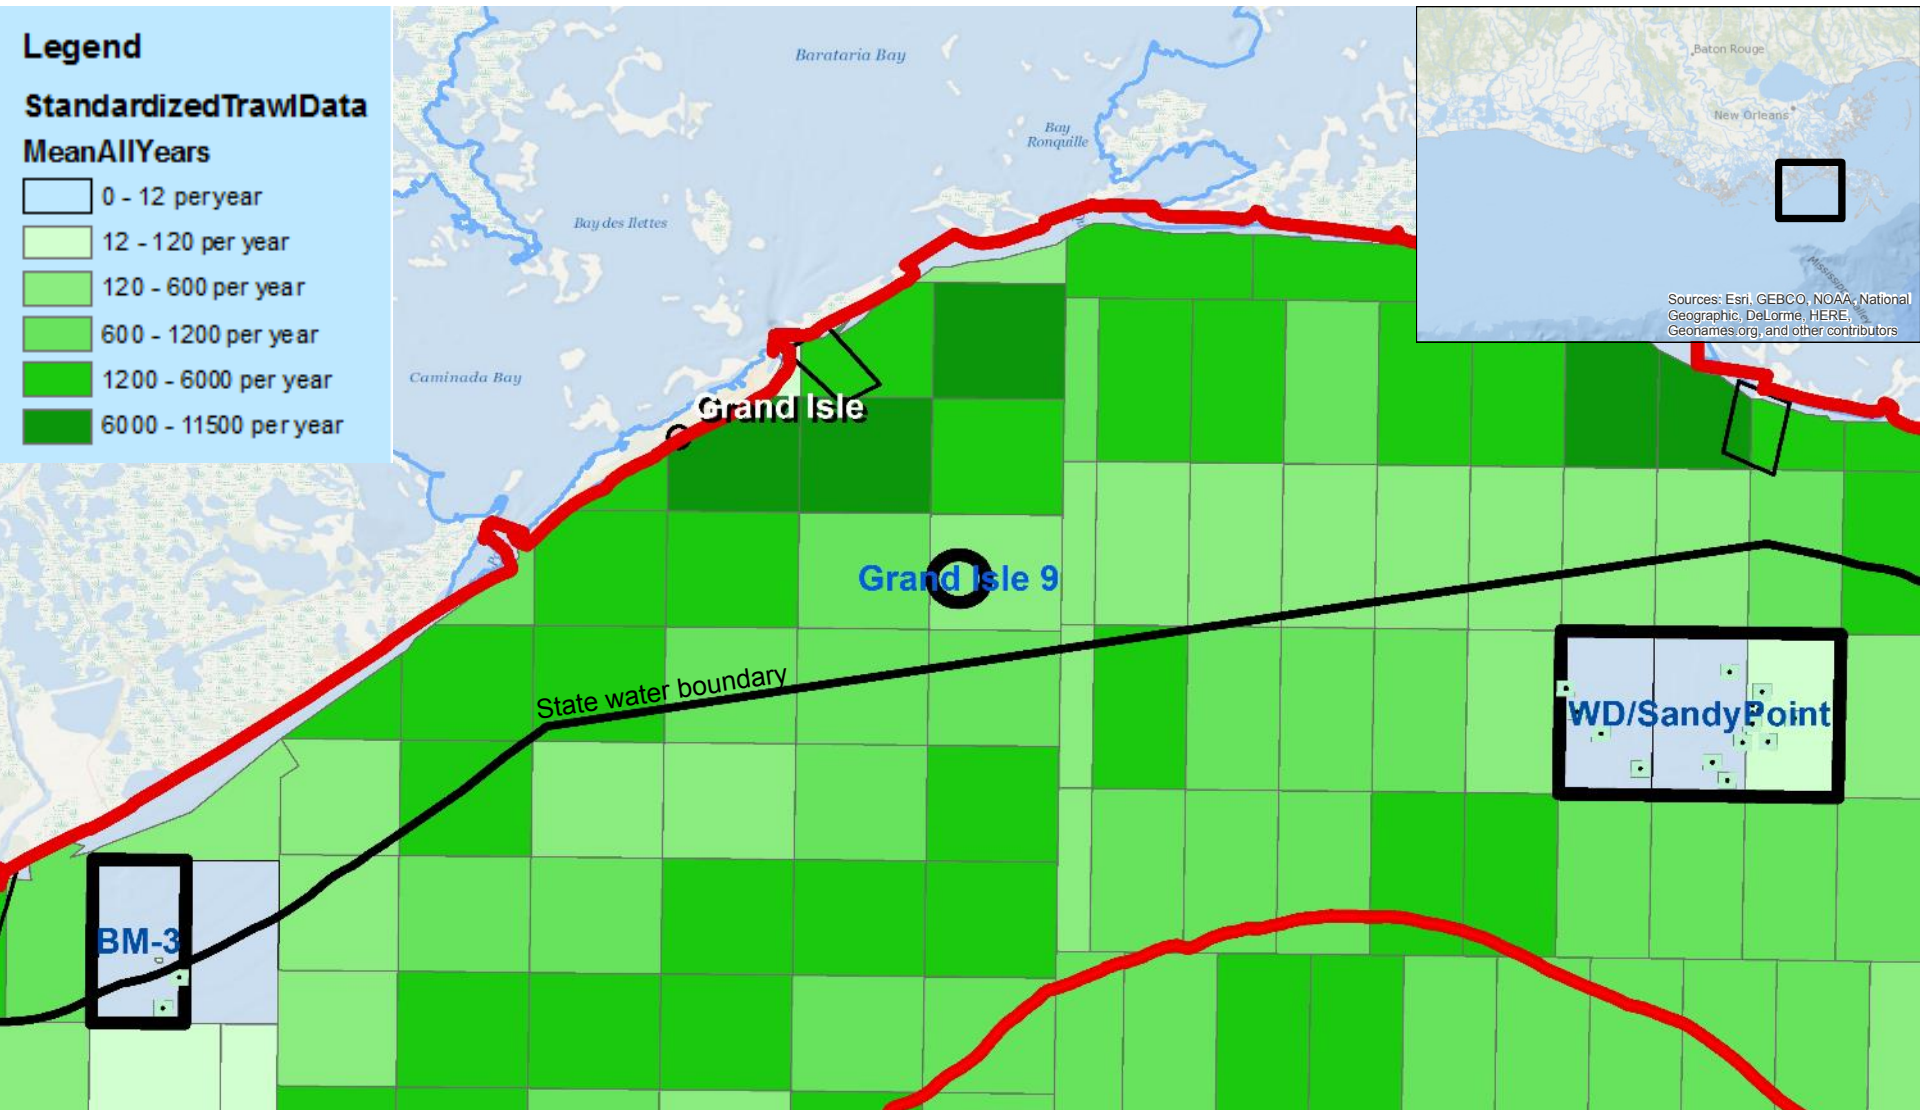 Legend
StandardizedTrawlData
MeanAllYears
0 - 12 per year
12 - 120 per year
120 - 600 per year
600 - 1200 per year
1200 - 6000 per year
6000 - 11500 per year
Barataria Bay
Bay
Ronquille
Bay des Ilettes
Caminada Bay
Grand Isle
Grand Isle 9
State water boundary
WD/SandyPoint
BM-3
Baton Rouge
New Orleans
Sources: Esri, GEBCO, NOAA, National
Geographic, DeLorme, HERE,
Geonames.org, and other contributors